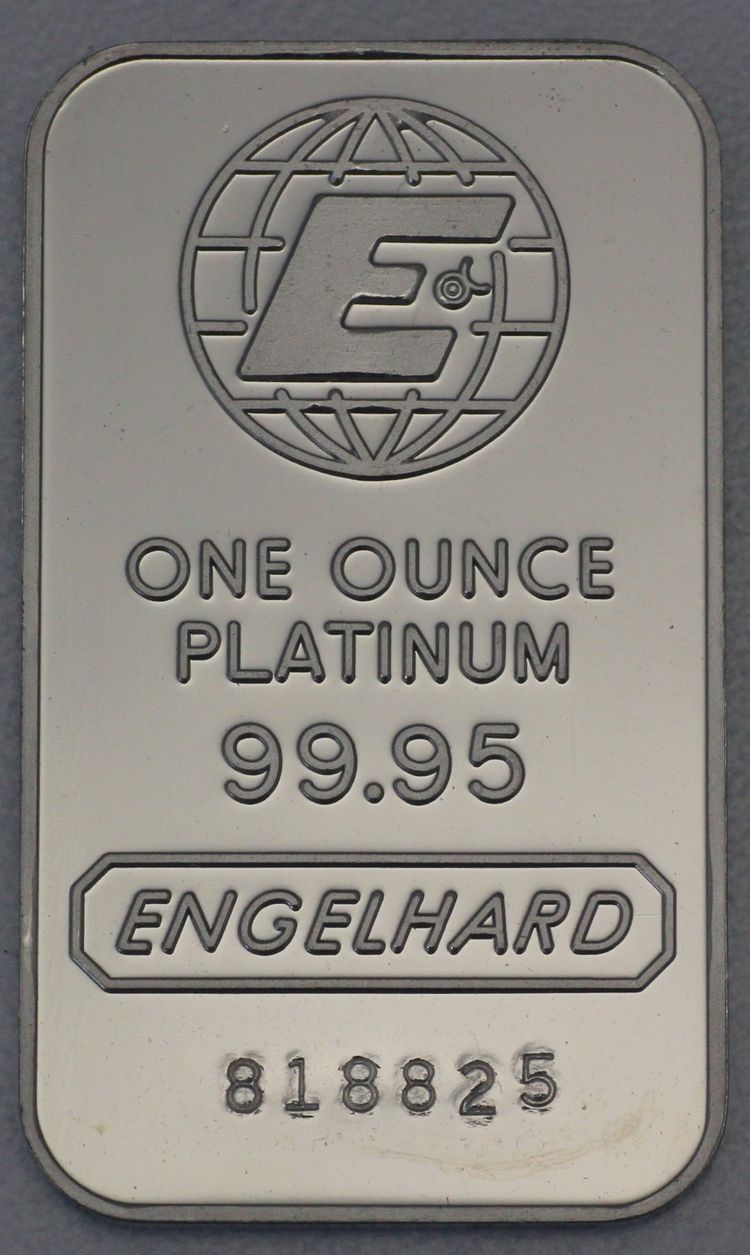 E
ONE OUNCE
PLATINUM
99.95
ENGELHARD
818825